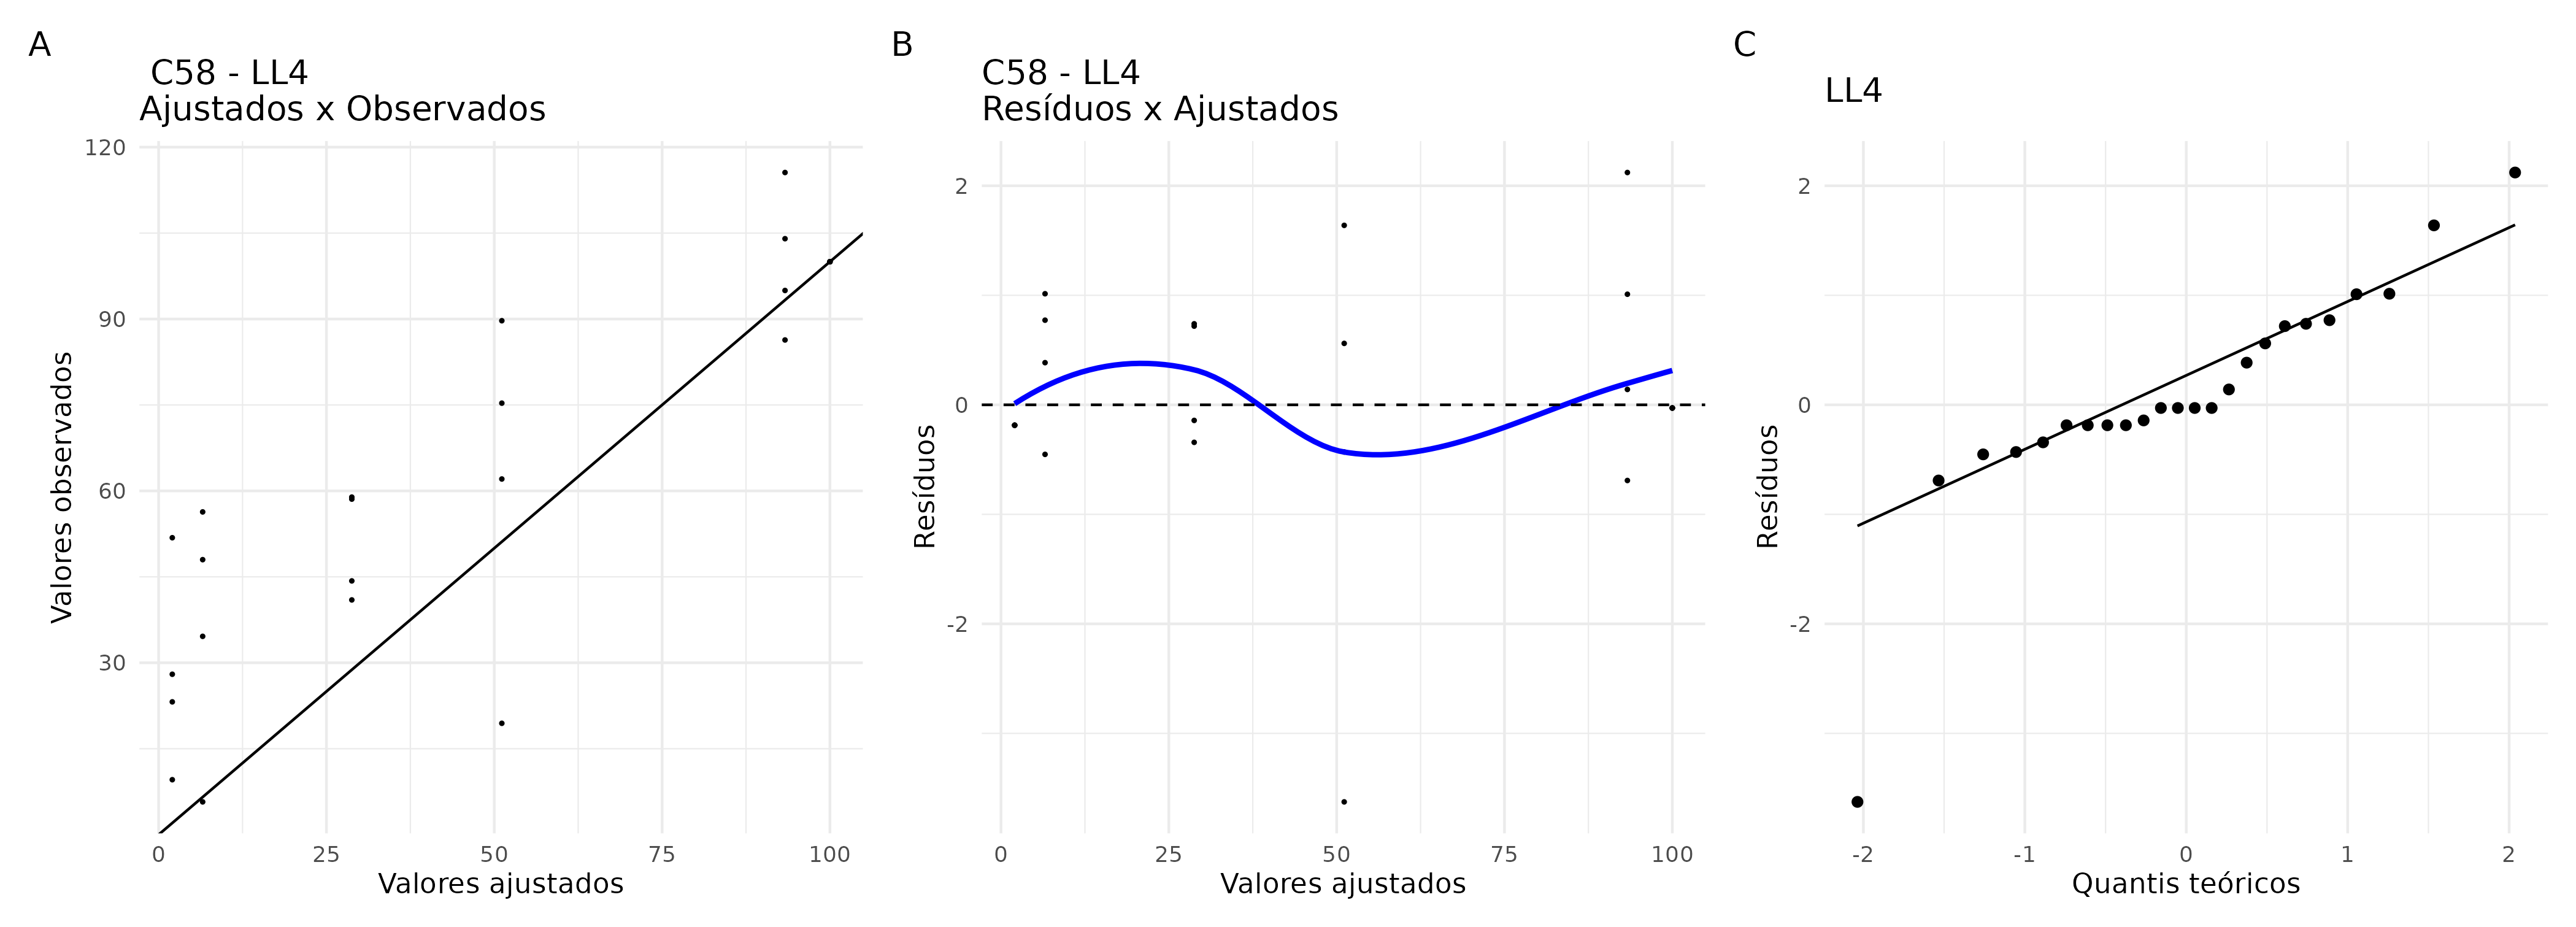 A
C58 - LL4
Ajustados x Observados
120
90
60
30
0
25
50
75
100
Valores observados
Valores ajustados
B
C58 - LL4
Resíduos x Ajustados
2
0
-2
0
25
50
75
100
Resíduos
Valores ajustados
C
LL4
2
0
-2
-2
-1
0
1
2
Resíduos
Quantis teóricos